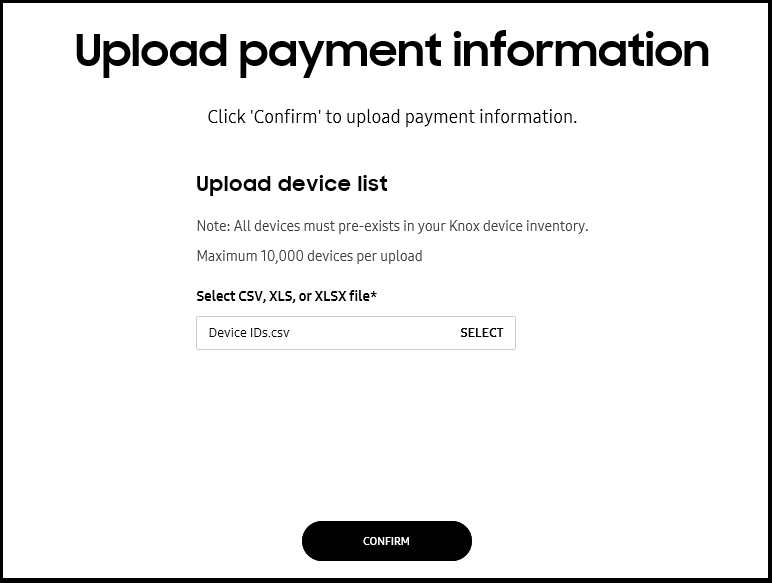 Upload payment information
Click 'Confirm' to upload payment information.
Upload device list
Note: All devices must pre-exists in your Knox device inventory.
Maximum 10,000 devices per upload
Select CSV, XLS, or XLSX file*
Device IDs.csv SELECT
CONFIRM